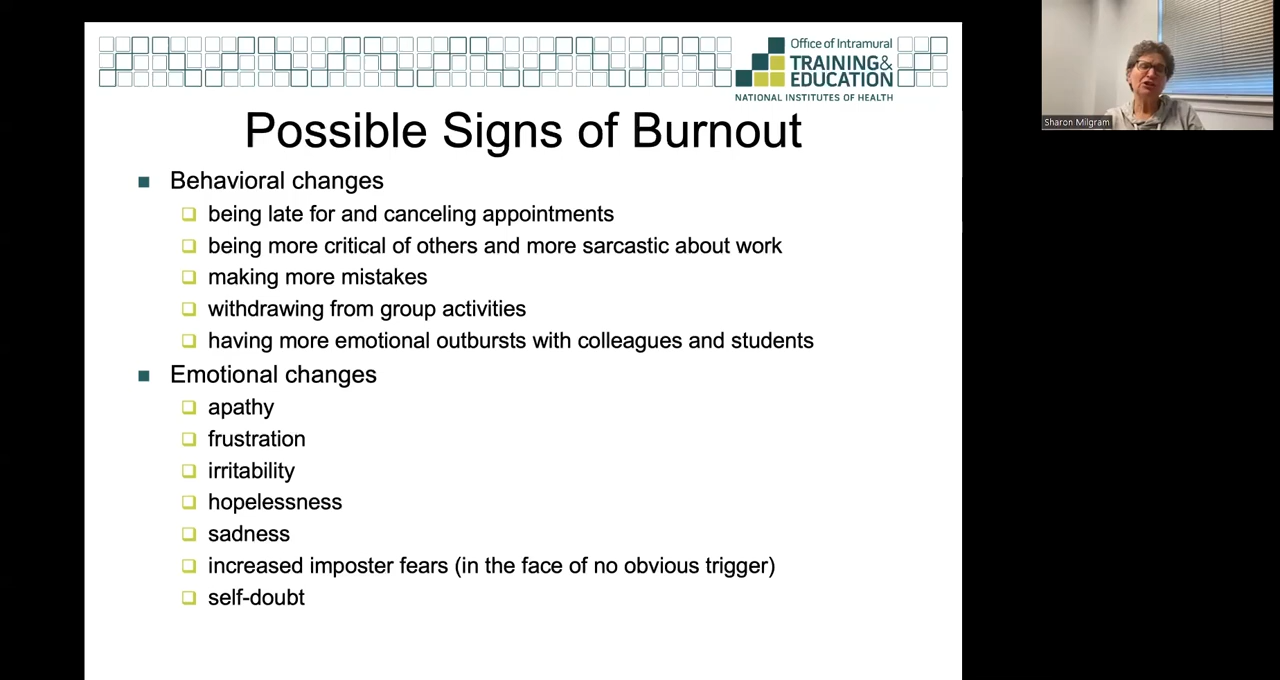 Office of Intramural
TRAINING&
EDUCATION
NATIONAL INSTITUTES OF HEALTH
Sharon Milgram
Possible Signs of Burnout
Behavioral changes
being late for and canceling appointments
being more critical of others and more sarcastic about work
making more mistakes
withdrawing from group activities
having more emotional outbursts with colleagues and students
Emotional changes
apathy
frustration
irritability
hopelessness
sadness
increased imposter fears (in the face of no obvious trigger)
self-doubt